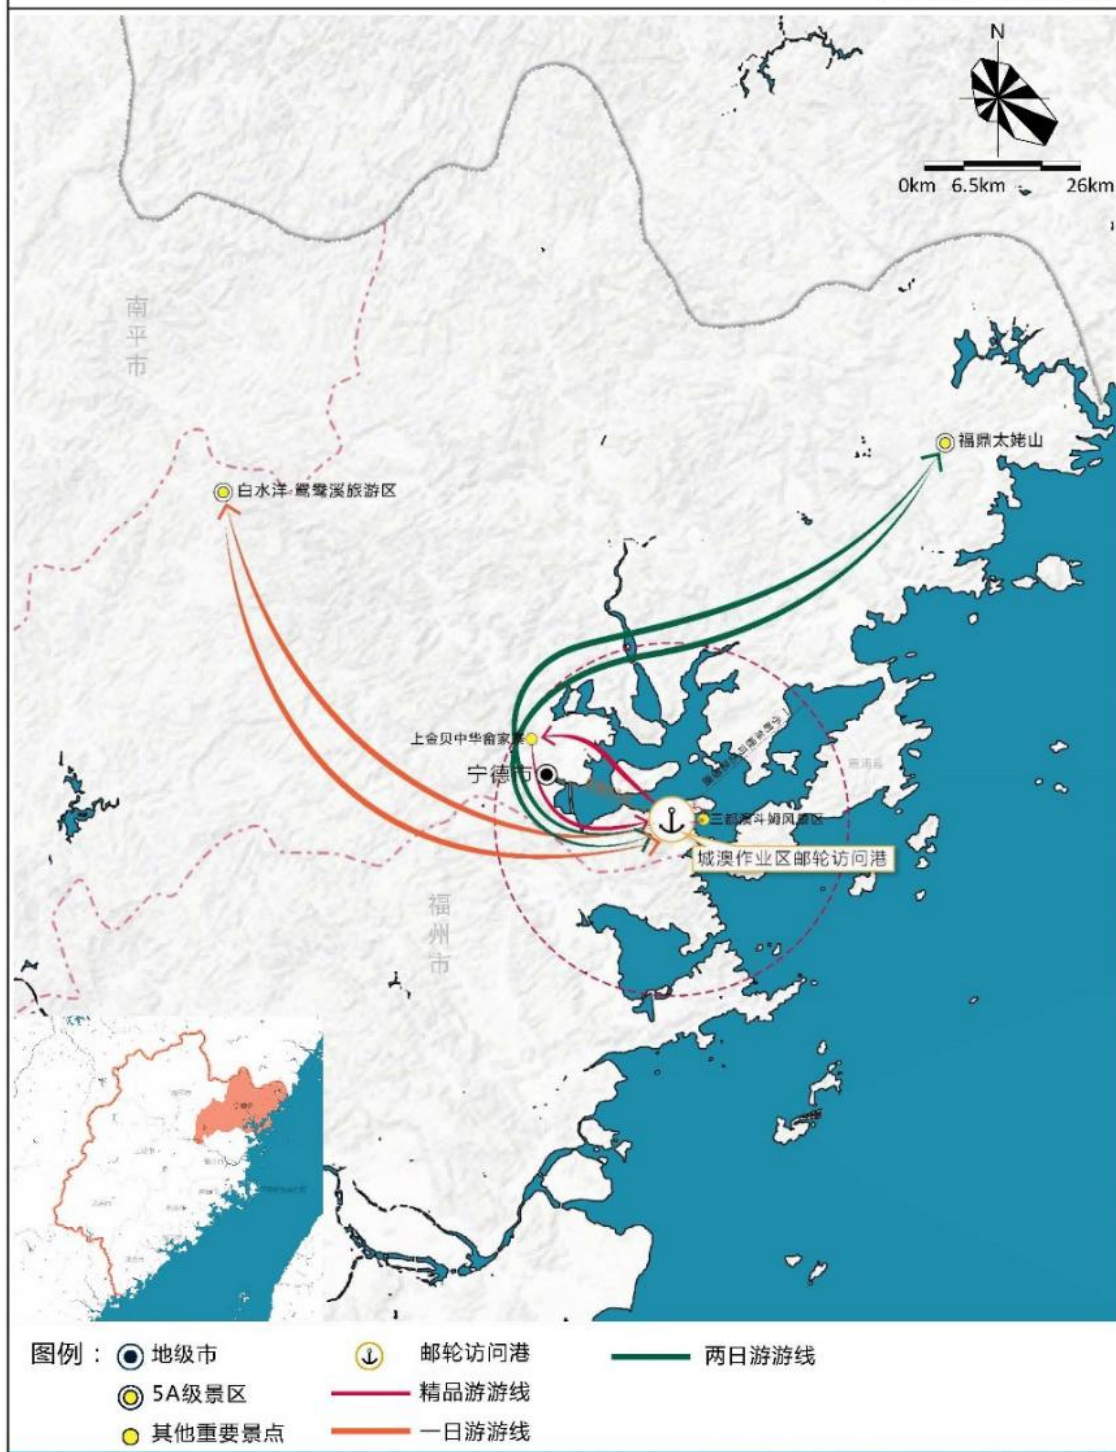 N
0km 6.5km 26km
南平市
福鼎太姥山
白水洋·鸳鸯溪旅游区
上金贝中华畲家寨
宁德市
霞浦县
三都澳斗姆风景区
城澳作业区邮轮访问港
福州市
图例：
地级市
邮轮访问港
两日游游线
5A级景区
精品游游线
其他重要景点
一日游游线